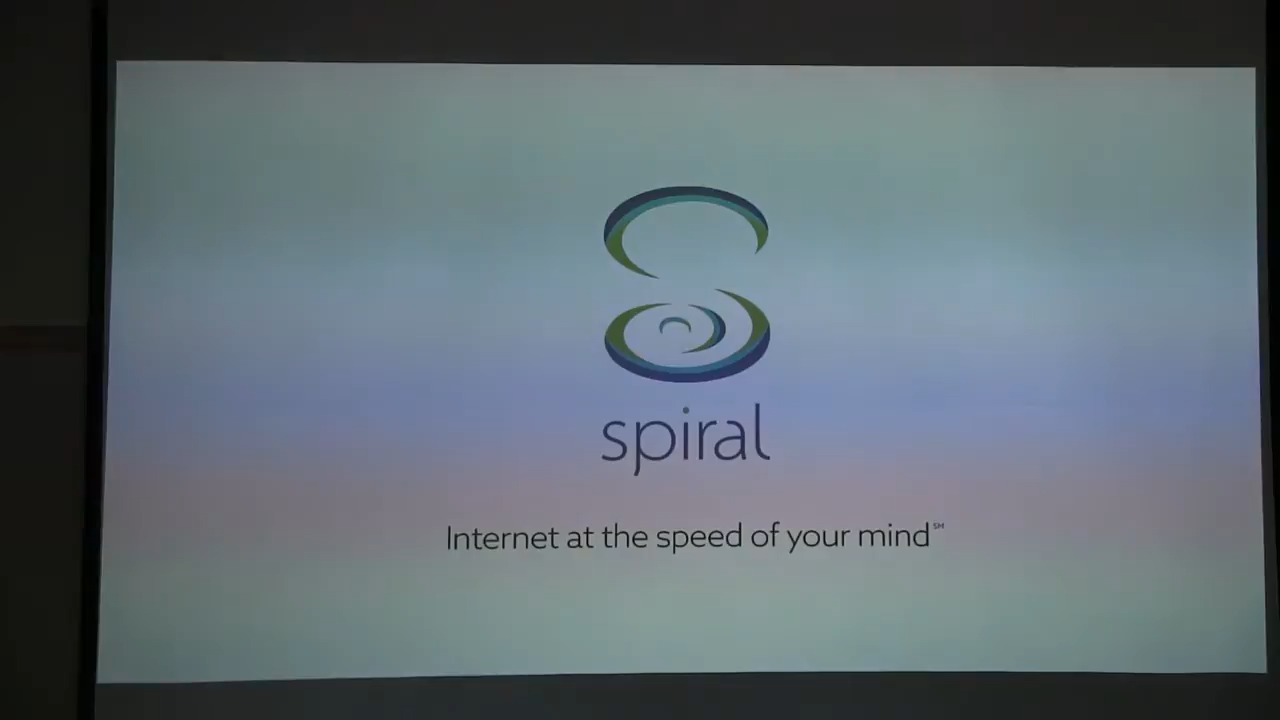 spiral
Internet at the speed of your mind℠